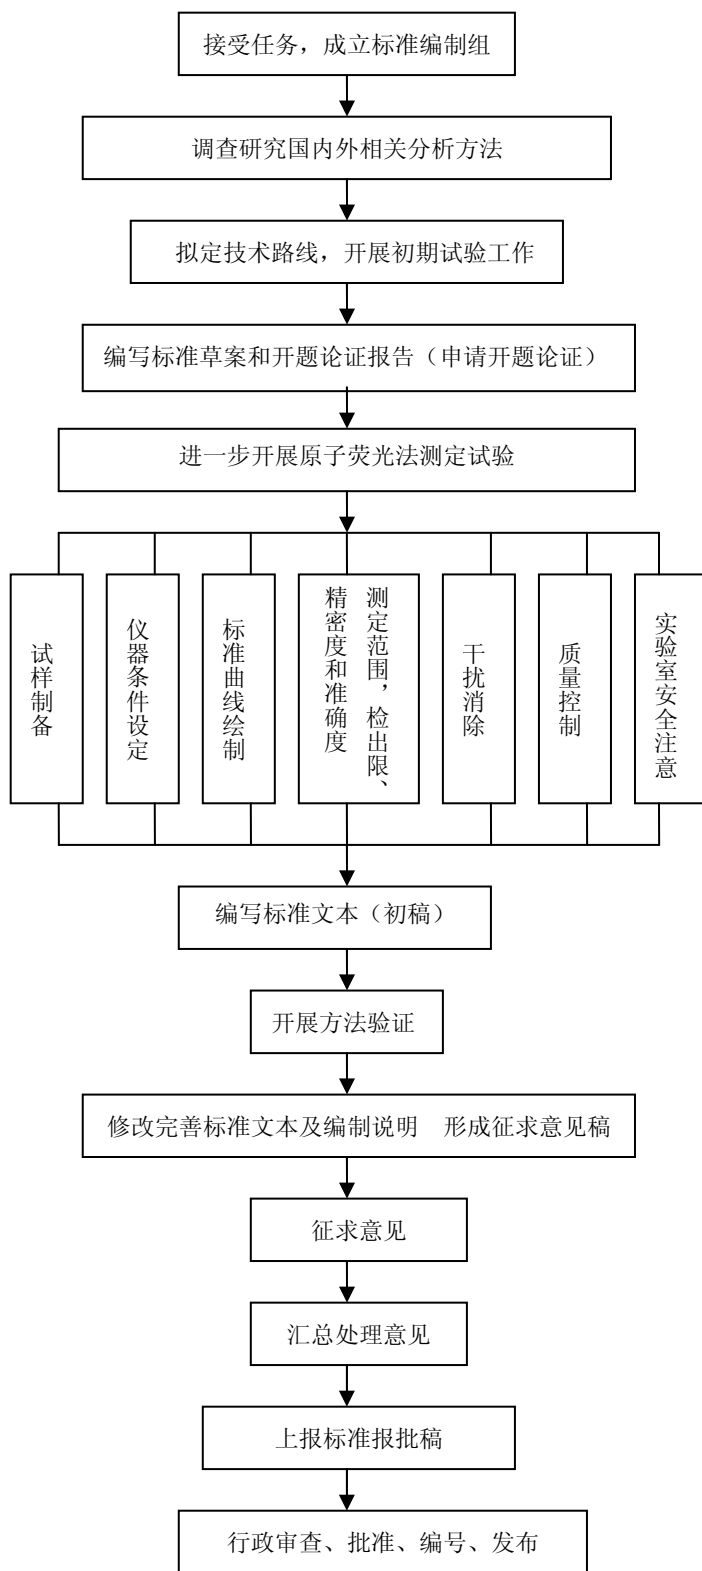 接受任务，成立标准编制组
调查研究国内外相关分析方法
拟定技术路线，开展初期试验工作
编写标准草案和开题论证报告（申请开题论证）
进一步开展原子荧光法测定试验
试样制备
仪器条件设定
标准曲线绘制
测定范围，检出限、
精密度和准确度
干扰消除
质量控制
实验室安全注意
编写标准文本（初稿）
开展方法验证
修改完善标准文本及编制说明　形成征求意见稿
征求意见
汇总处理意见
上报标准报批稿
行政审查、批准、编号、发布